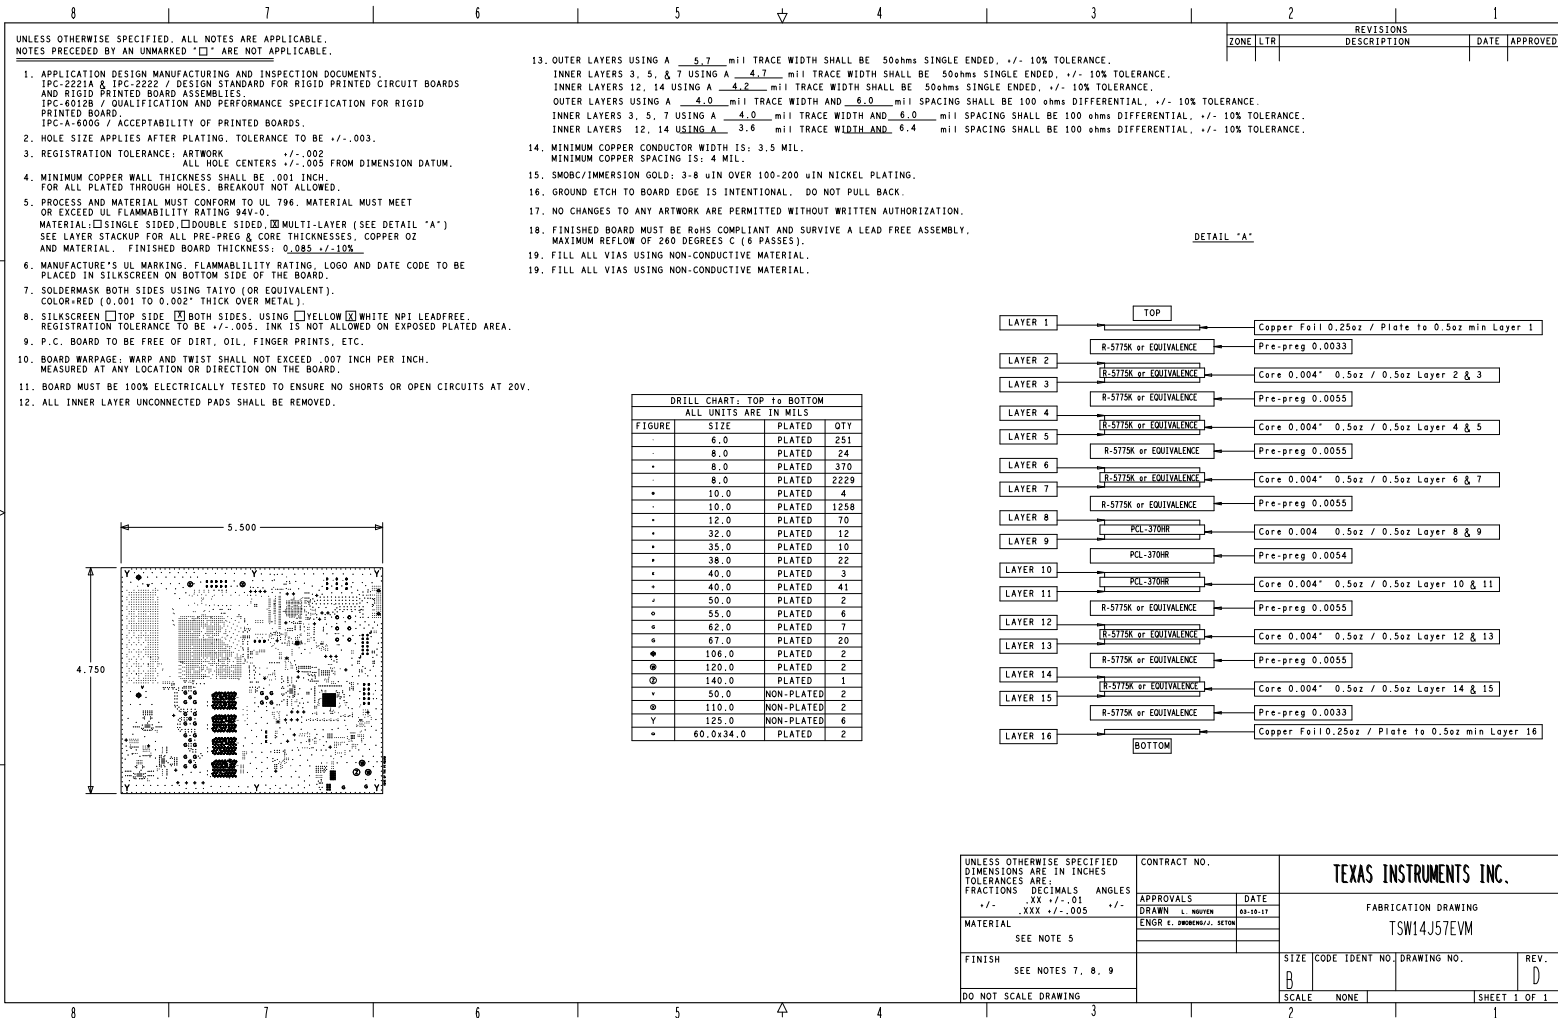 8 7 6 5 4 3 2 1
UNLESS OTHERWISE SPECIFIED, ALL NOTES ARE APPLICABLE,
NOTES PRECEDED BY AN UNMARKED "□" ARE NOT APPLICABLE,
1. APPLICATION DESIGN MANUFACTURING AND INSPECTION DOCUMENTS,
IPC-2221A & IPC-2222 / DESIGN STANDARD FOR RIGID PRINTED CIRCUIT BOARDS
AND RIGID PRINTED BOARD ASSEMBLIES.
IPC-6012B / QUALIFICATION AND PERFORMANCE SPECIFICATION FOR RIGID
PRINTED BOARD.
IPC-A-600G / ACCEPTABILITY OF PRINTED BOARDS.
2. HOLE SIZE APPLIES AFTER PLATING. TOLERANCE TO BE +/-.003.
3. REGISTRATION TOLERANCE: ARTWORK +/-.002
ALL HOLE CENTERS +/-.005 FROM DIMENSION DATUM.
4. MINIMUM COPPER WALL THICKNESS SHALL BE .001 INCH.
FOR ALL PLATED THROUGH HOLES. BREAKOUT NOT ALLOWED.
5. PROCESS AND MATERIAL MUST CONFORM TO UL 796. MATERIAL MUST MEET
OR EXCEED UL FLAMMABILITY RATING 94V-0.
MATERIAL: □ SINGLE SIDED, □ DOUBLE SIDED, ☒ MULTI-LAYER (SEE DETAIL "A")
SEE LAYER STACKUP FOR ALL PRE-PREG & CORE THICKNESSES, COPPER OZ
AND MATERIAL. FINISHED BOARD THICKNESS: 0.085 +/-10%
6. MANUFACTURE'S UL MARKING. FLAMMABLILITY RATING, LOGO AND DATE CODE TO BE
PLACED IN SILKSCREEN ON BOTTOM SIDE OF THE BOARD.
7. SOLDERMASK BOTH SIDES USING TAIYO (OR EQUIVALENT).
COLOR=RED (0.001 TO 0.002" THICK OVER METAL).
8. SILKSCREEN □ TOP SIDE ☒ BOTH SIDES. USING □ YELLOW ☒ WHITE NPI LEADFREE.
REGISTRATION TOLERANCE TO BE +/-.005. INK IS NOT ALLOWED ON EXPOSED PLATED AREA.
9. P.C. BOARD TO BE FREE OF DIRT, OIL, FINGER PRINTS, ETC.
10. BOARD WARPAGE: WARP AND TWIST SHALL NOT EXCEED .007 INCH PER INCH.
MEASURED AT ANY LOCATION OR DIRECTION ON THE BOARD.
11. BOARD MUST BE 100% ELECTRICALLY TESTED TO ENSURE NO SHORTS OR OPEN CIRCUITS AT 20V.
12. ALL INNER LAYER UNCONNECTED PADS SHALL BE REMOVED.
13. OUTER LAYERS USING A 5.7 mil TRACE WIDTH SHALL BE 50ohms SINGLE ENDED, +/- 10% TOLERANCE.
INNER LAYERS 3, 5, & 7 USING A 4.7 mil TRACE WIDTH SHALL BE 50ohms SINGLE ENDED, +/- 10% TOLERANCE.
INNER LAYERS 12, 14 USING A 4.2 mil TRACE WIDTH SHALL BE 50ohms SINGLE ENDED, +/- 10% TOLERANCE.
OUTER LAYERS USING A 4.0 mil TRACE WIDTH AND 6.0 mil SPACING SHALL BE 100 ohms DIFFERENTIAL, +/- 10% TOLERANCE.
INNER LAYERS 3, 5, 7 USING A 4.0 mil TRACE WIDTH AND 6.0 mil SPACING SHALL BE 100 ohms DIFFERENTIAL, +/- 10% TOLERANCE.
INNER LAYERS 12, 14 USING A 3.6 mil TRACE WIDTH AND 6.4 mil SPACING SHALL BE 100 ohms DIFFERENTIAL, +/- 10% TOLERANCE.
14. MINIMUM COPPER CONDUCTOR WIDTH IS: 3.5 MIL.
MINIMUM COPPER SPACING IS: 4 MIL.
15. SMOBC/IMMERSION GOLD: 3-8 uIN OVER 100-200 uIN NICKEL PLATING.
16. GROUND ETCH TO BOARD EDGE IS INTENTIONAL. DO NOT PULL BACK.
17. NO CHANGES TO ANY ARTWORK ARE PERMITTED WITHOUT WRITTEN AUTHORIZATION.
18. FINISHED BOARD MUST BE RoHS COMPLIANT AND SURVIVE A LEAD FREE ASSEMBLY,
MAXIMUM REFLOW OF 260 DEGREES C (6 PASSES).
19. FILL ALL VIAS USING NON-CONDUCTIVE MATERIAL.
19. FILL ALL VIAS USING NON-CONDUCTIVE MATERIAL.
REVISIONS
ZONE LTR DESCRIPTION DATE APPROVED
DETAIL "A"
TOP
LAYER 1 Copper Foil 0.25oz / Plate to 0.5oz min Layer 1
R-5775K or EQUIVALENCE Pre-preg 0.0033
LAYER 2
R-5775K or EQUIVALENCE Core 0.004" 0.5oz / 0.5oz Layer 2 & 3
LAYER 3
R-5775K or EQUIVALENCE Pre-preg 0.0055
LAYER 4
R-5775K or EQUIVALENCE Core 0.004" 0.5oz / 0.5oz Layer 4 & 5
LAYER 5
R-5775K or EQUIVALENCE Pre-preg 0.0055
LAYER 6
R-5775K or EQUIVALENCE Core 0.004" 0.5oz / 0.5oz Layer 6 & 7
LAYER 7
R-5775K or EQUIVALENCE Pre-preg 0.0055
LAYER 8
PCL-370HR Core 0.004 0.5oz / 0.5oz Layer 8 & 9
LAYER 9
PCL-370HR Pre-preg 0.0054
LAYER 10
PCL-370HR Core 0.004" 0.5oz / 0.5oz Layer 10 & 11
LAYER 11
R-5775K or EQUIVALENCE Pre-preg 0.0055
LAYER 12
R-5775K or EQUIVALENCE Core 0.004" 0.5oz / 0.5oz Layer 12 & 13
LAYER 13
R-5775K or EQUIVALENCE Pre-preg 0.0055
LAYER 14
R-5775K or EQUIVALENCE Core 0.004" 0.5oz / 0.5oz Layer 14 & 15
LAYER 15
R-5775K or EQUIVALENCE Pre-preg 0.0033
LAYER 16 Copper Foil 0.25oz / Plate to 0.5oz min Layer 16
BOTTOM
DRILL CHART: TOP to BOTTOM
ALL UNITS ARE IN MILS
FIGURE SIZE PLATED QTY
6.0 PLATED 251
8.0 PLATED 24
8.0 PLATED 370
8.0 PLATED 2229
10.0 PLATED 4
10.0 PLATED 1258
12.0 PLATED 70
32.0 PLATED 12
35.0 PLATED 10
38.0 PLATED 22
40.0 PLATED 3
40.0 PLATED 41
50.0 PLATED 2
55.0 PLATED 6
62.0 PLATED 7
67.0 PLATED 20
106.0 PLATED 2
120.0 PLATED 2
140.0 PLATED 1
50.0 NON-PLATED 2
110.0 NON-PLATED 2
Y 125.0 NON-PLATED 6
60.0x34.0 PLATED 2
5.500
4.750
UNLESS OTHERWISE SPECIFIED
DIMENSIONS ARE IN INCHES
TOLERANCES ARE:
FRACTIONS DECIMALS ANGLES
+/- .XX +/-.01 +/-
.XXX +/-.005
MATERIAL
SEE NOTE 5
FINISH
SEE NOTES 7, 8, 9
DO NOT SCALE DRAWING
CONTRACT NO.
APPROVALS DATE
DRAWN L. NGUYEN 03-10-17
ENGR E. DWOBENG/J. SETON
TEXAS INSTRUMENTS INC.
FABRICATION DRAWING
TSW14J57EVM
SIZE CODE IDENT NO. DRAWING NO. REV.
B D
SCALE NONE SHEET 1 OF 1
8 7 6 5 4 3 2 1